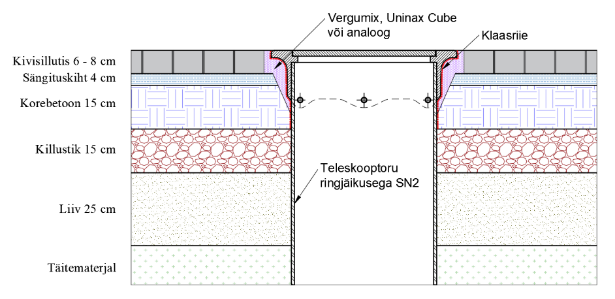 Vergumix, Uninax Cube
või analoog
Klaasriie
Kivisillutis 6 - 8 cm
Sängituskiht 4 cm
Korebetoon 15 cm
Killustik 15 cm
Teleskooptoru
ringjäikusega SN2
Liiv 25 cm
Täitematerjal